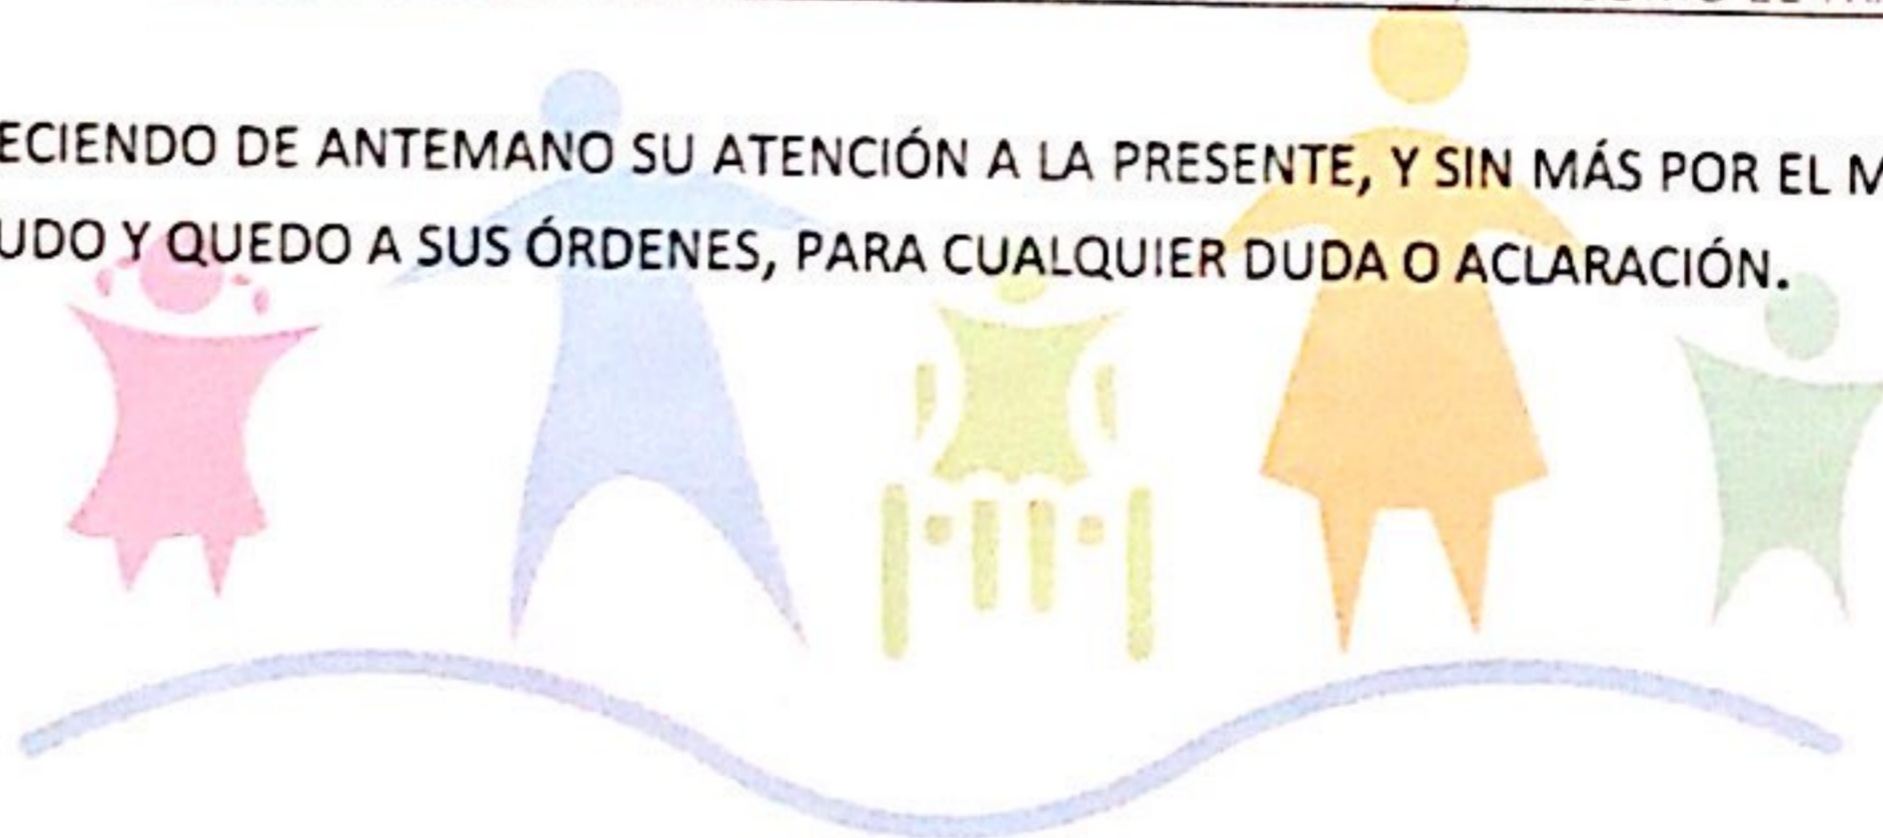 ECIENDO DE ANTEMANO SU ATENCIÓN A LA PRESENTE, Y SIN MÁS POR EL M
UDO Y QUEDO A SUS ÓRDENES, PARA CUALQUIER DUDA O ACLARACIÓN.